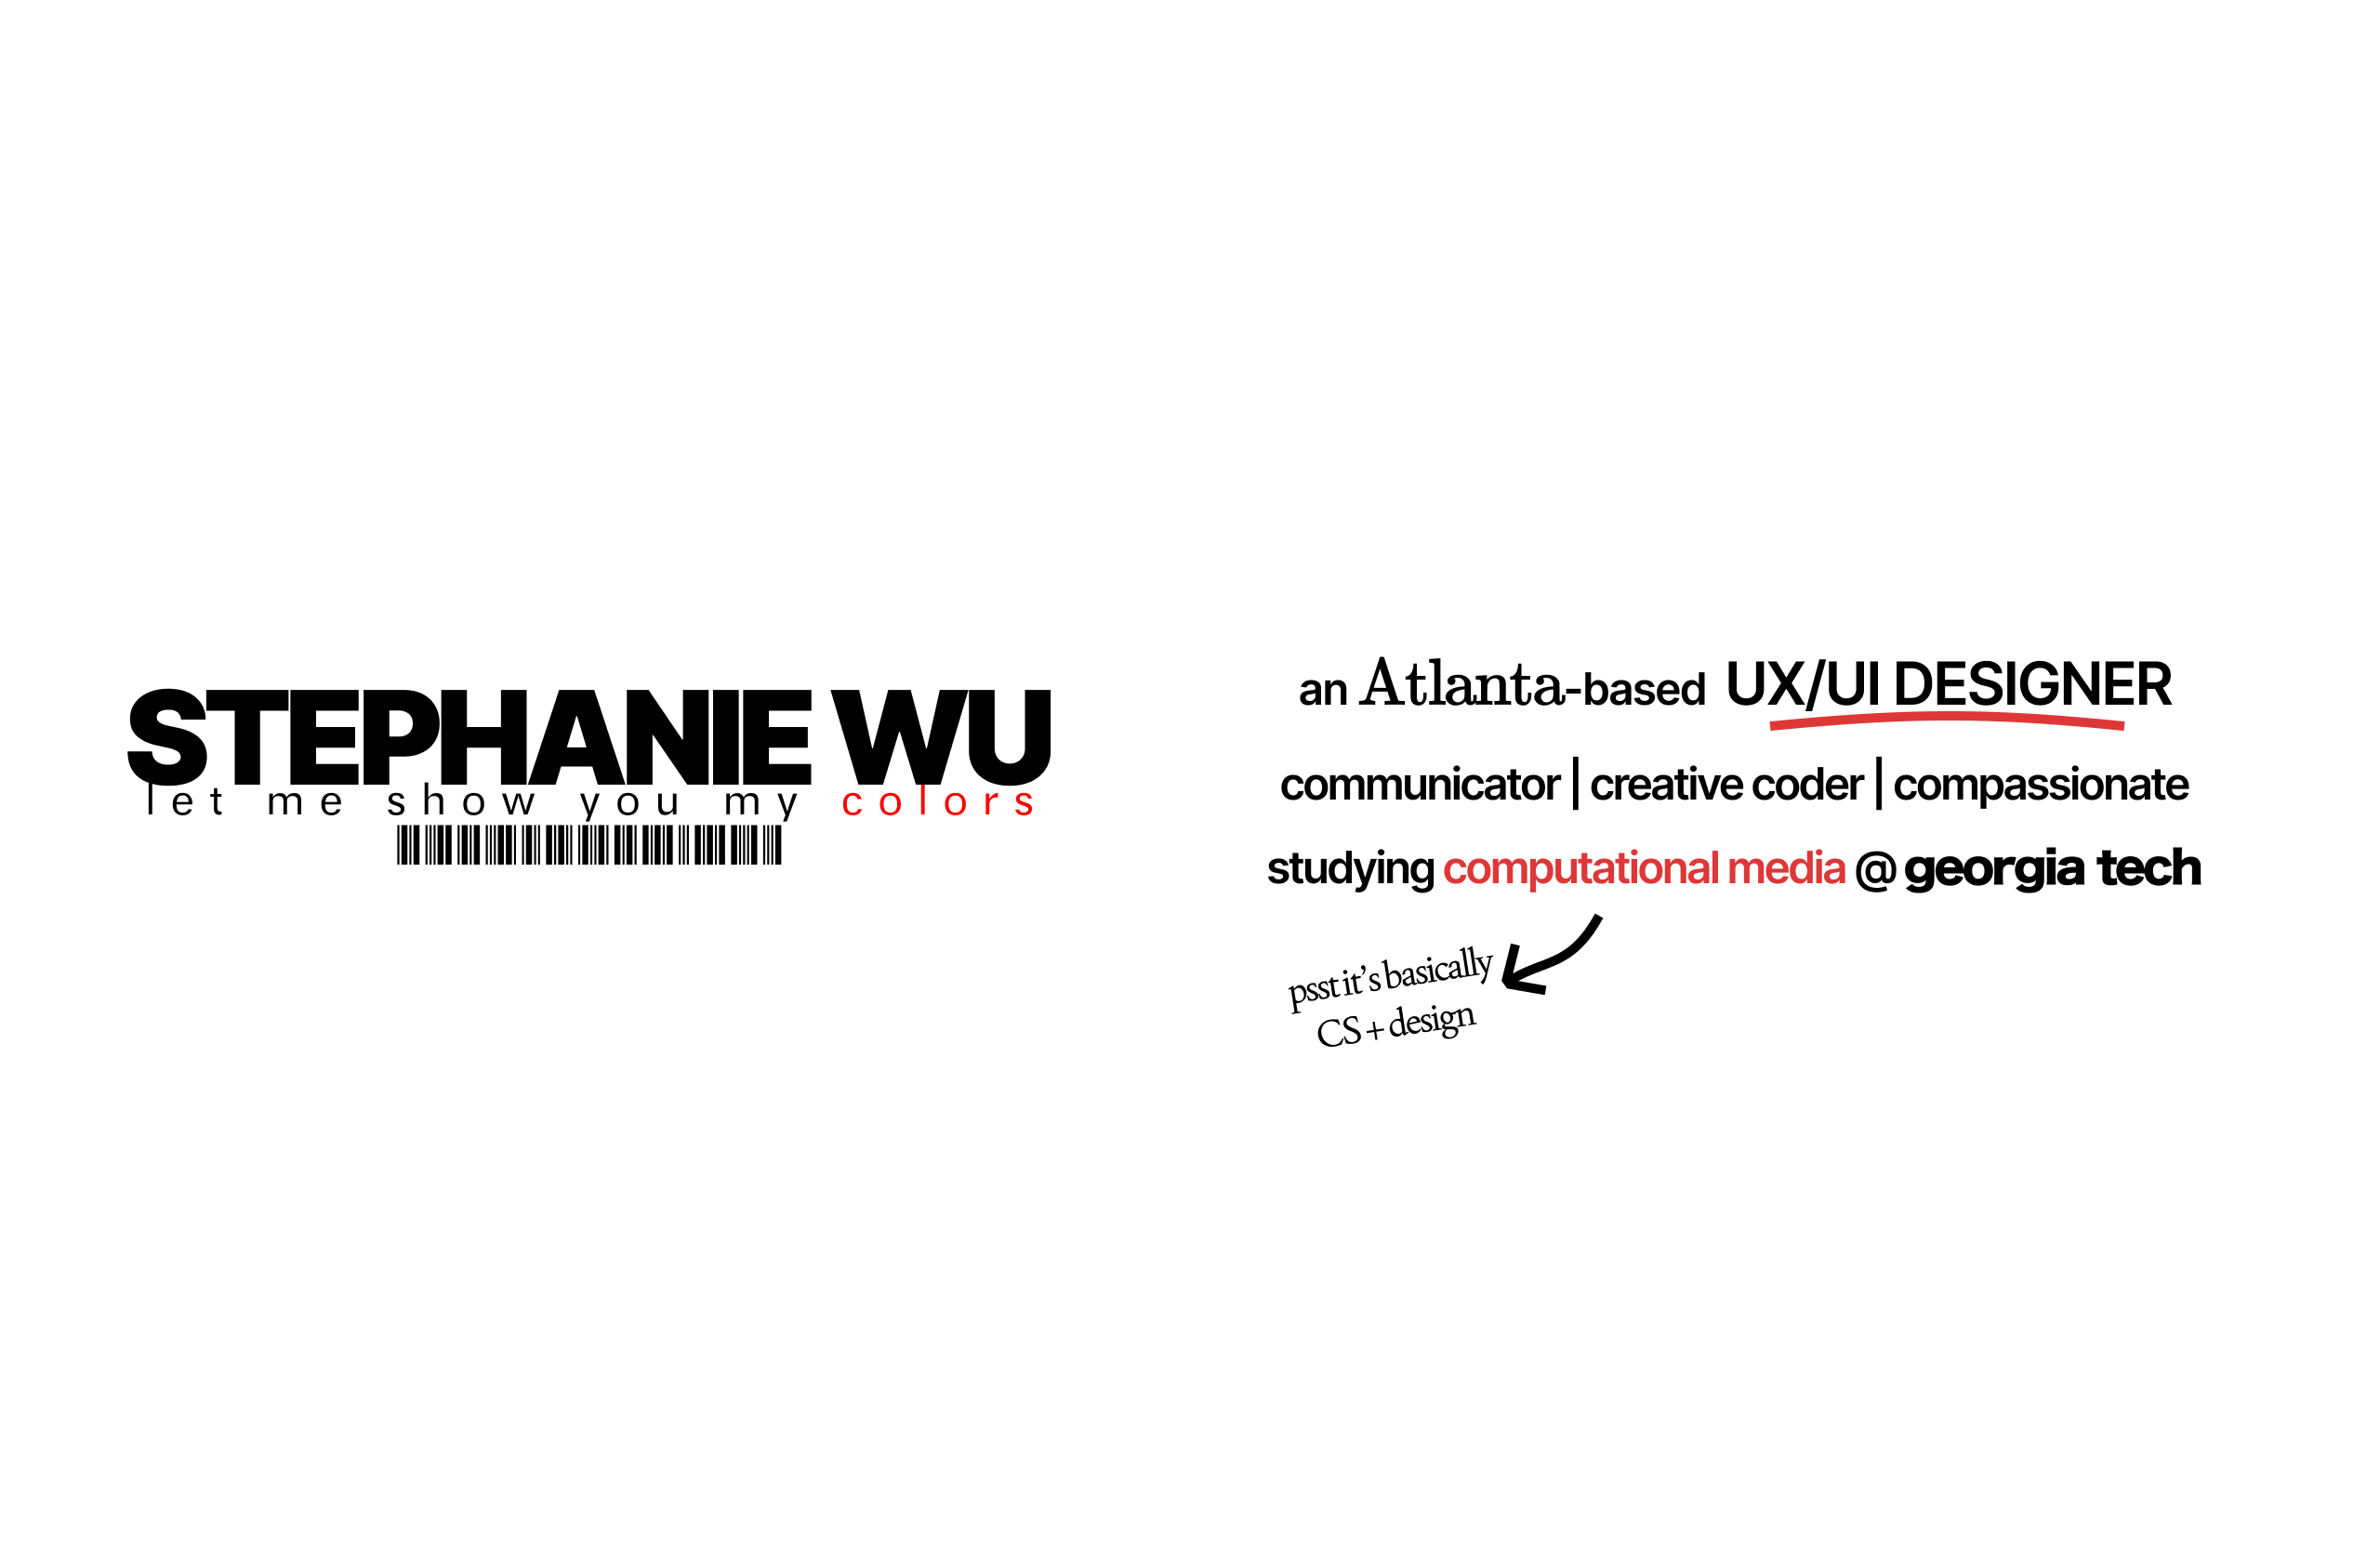 STEPHANIE WU
let me show you my colors
an Atlanta-based UX/UI DESIGNER
communicator | creative coder | compassionate
studying computational media @georgia tech
psst it's basically
CS + design